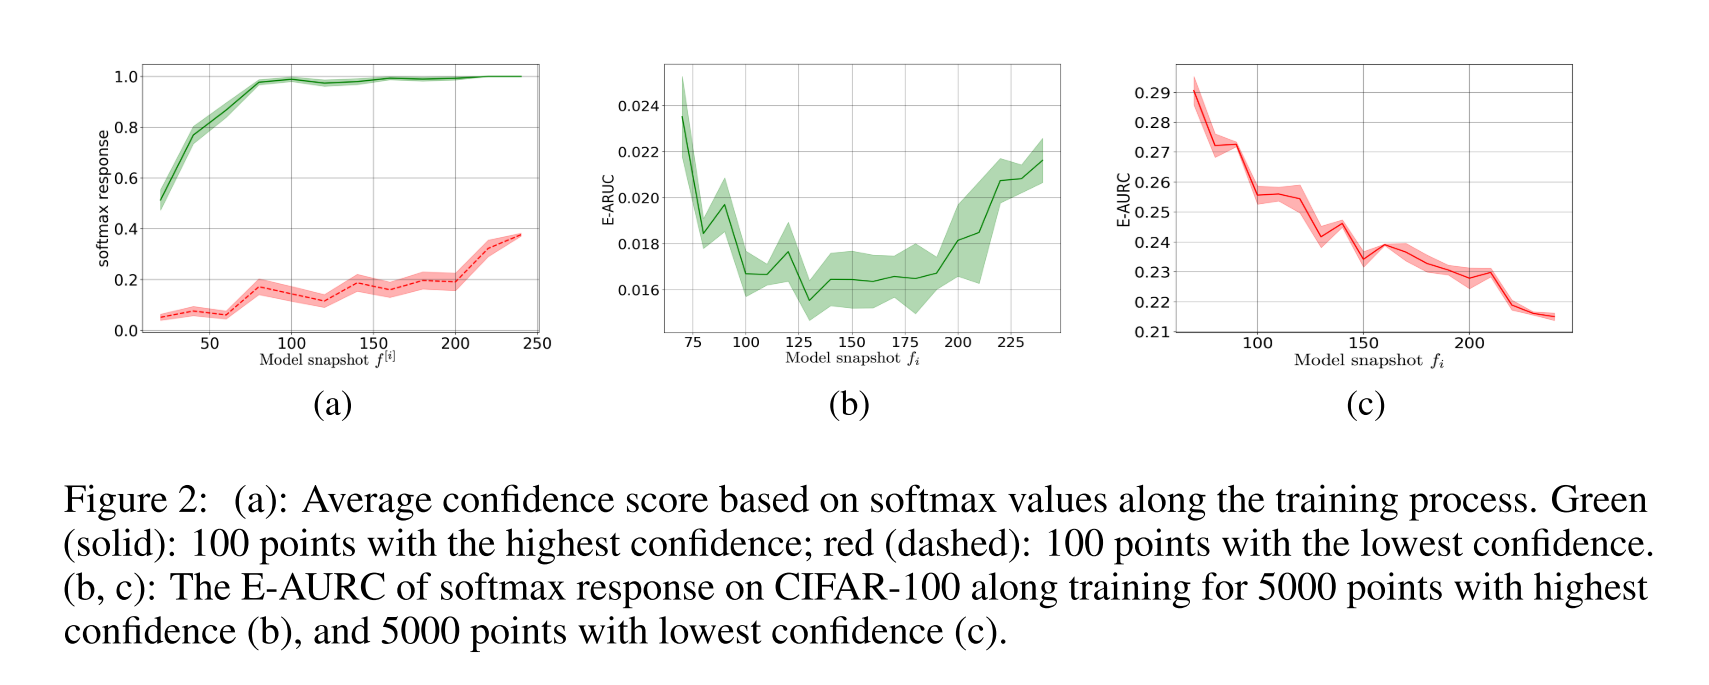 1.0
0.8
0.6
0.4
0.2
0.0
softmax response
50 100 150 200 250
Model snapshot f^[i]
(a)
0.024
0.022
0.020
0.018
0.016
E-ARUC
75 100 125 150 175 200 225
Model snapshot f_i
(b)
0.29
0.28
0.27
0.26
0.25
0.24
0.23
0.22
0.21
E-AURC
100 150 200
Model snapshot f_i
(c)
Figure 2: (a): Average confidence score based on softmax values along the training process. Green
(solid): 100 points with the highest confidence; red (dashed): 100 points with the lowest confidence.
(b, c): The E-AURC of softmax response on CIFAR-100 along training for 5000 points with highest
confidence (b), and 5000 points with lowest confidence (c).